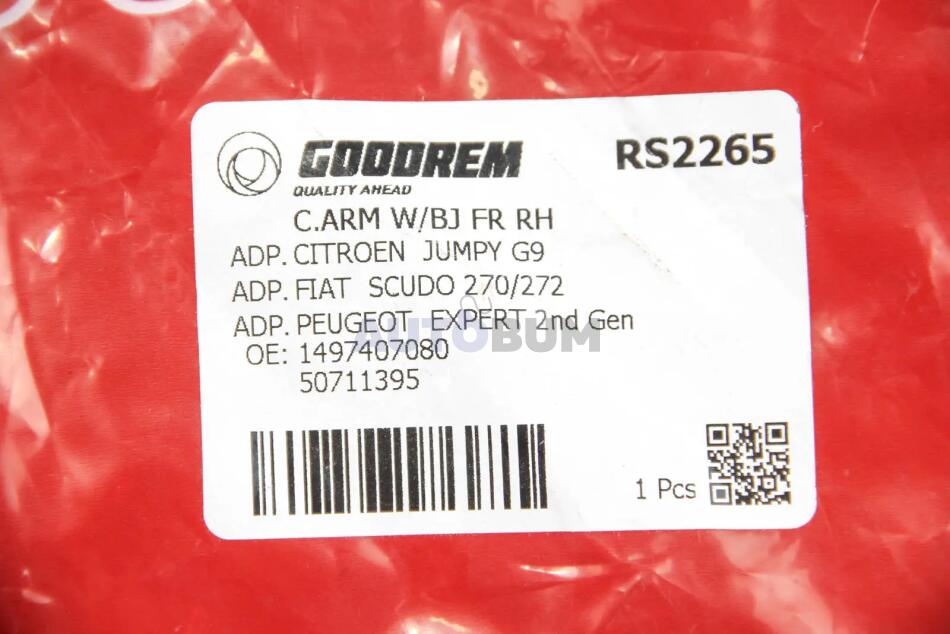 GOODREM
QUALITY AHEAD
RS2265
C.ARM W/BJ FR RH
ADP. CITROEN JUMPY G9
ADP. FIAT SCUDO 270/272
ADP. PEUGEOT EXPERT 2nd Gen
AUTOBUM
OE: 1497407080
50711395
1 Pcs